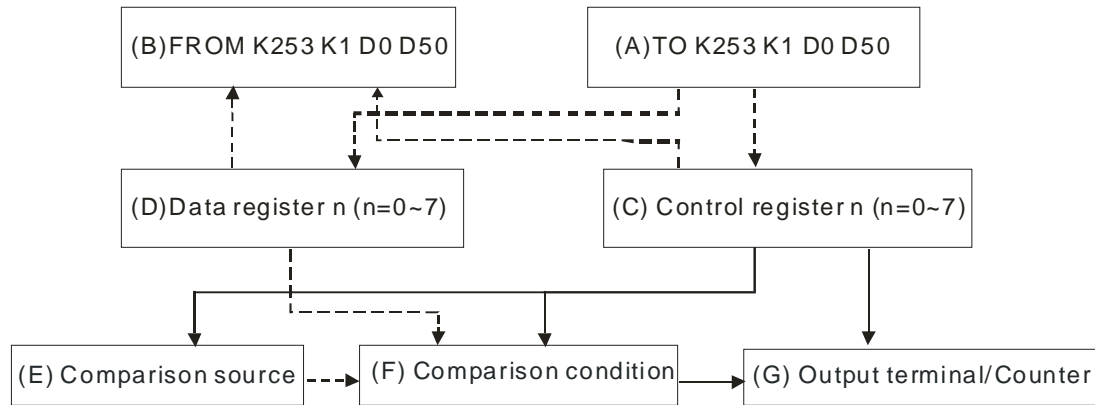 (B)FROM K253 K1 D0 D50
(A)TO K253 K1 D0 D50
(D)Data register n (n=0~7)
(C) Control register n (n=0~7)
(E) Comparison source
(F) Comparison condition
(G) Output terminal/Counter